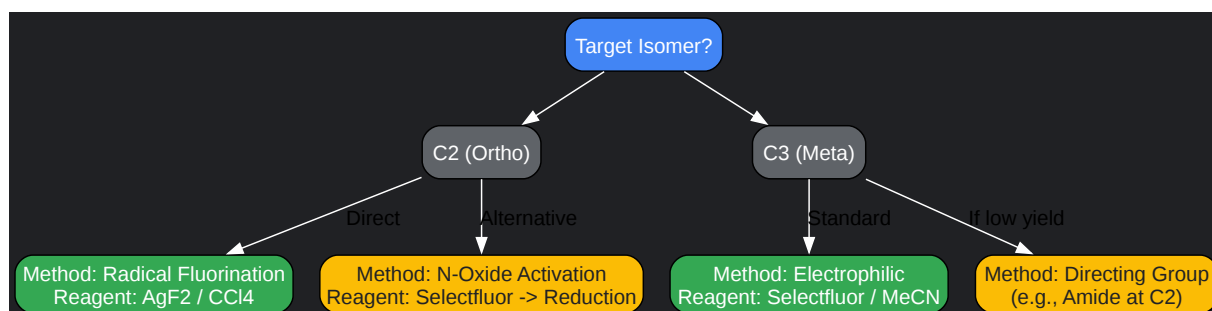 Target Isomer?
C2 (Ortho)
C3 (Meta)
Direct
Alternative
Standard
If low yield
Method: Radical Fluorination
Reagent: AgF2 / CCl4
Method: N-Oxide Activation
Reagent: Selectfluor -> Reduction
Method: Electrophilic
Reagent: Selectfluor / MeCN
Method: Directing Group
(e.g., Amide at C2)